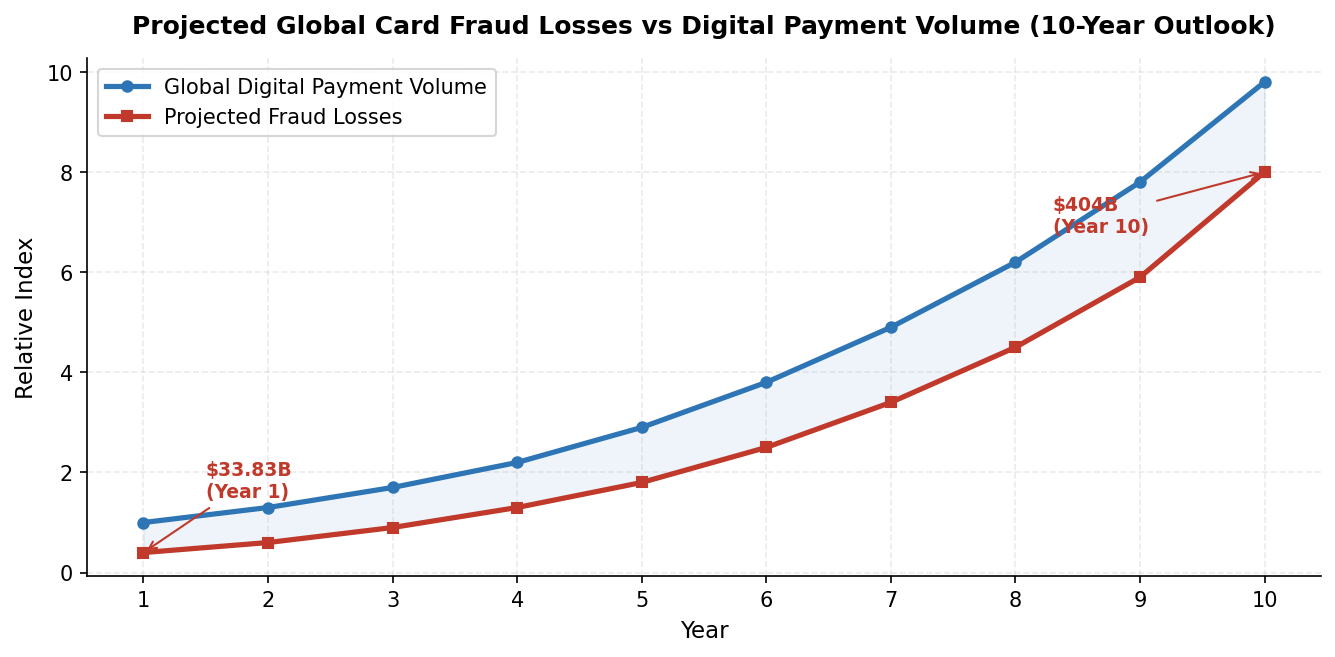 Projected Global Card Fraud Losses vs Digital Payment Volume (10-Year Outlook)
Global Digital Payment Volume
Projected Fraud Losses
Relative Index
10
8
6
4
2
0
$404B
(Year 10)
$33.83B
(Year 1)
1 2 3 4 5 6 7 8 9 10
Year